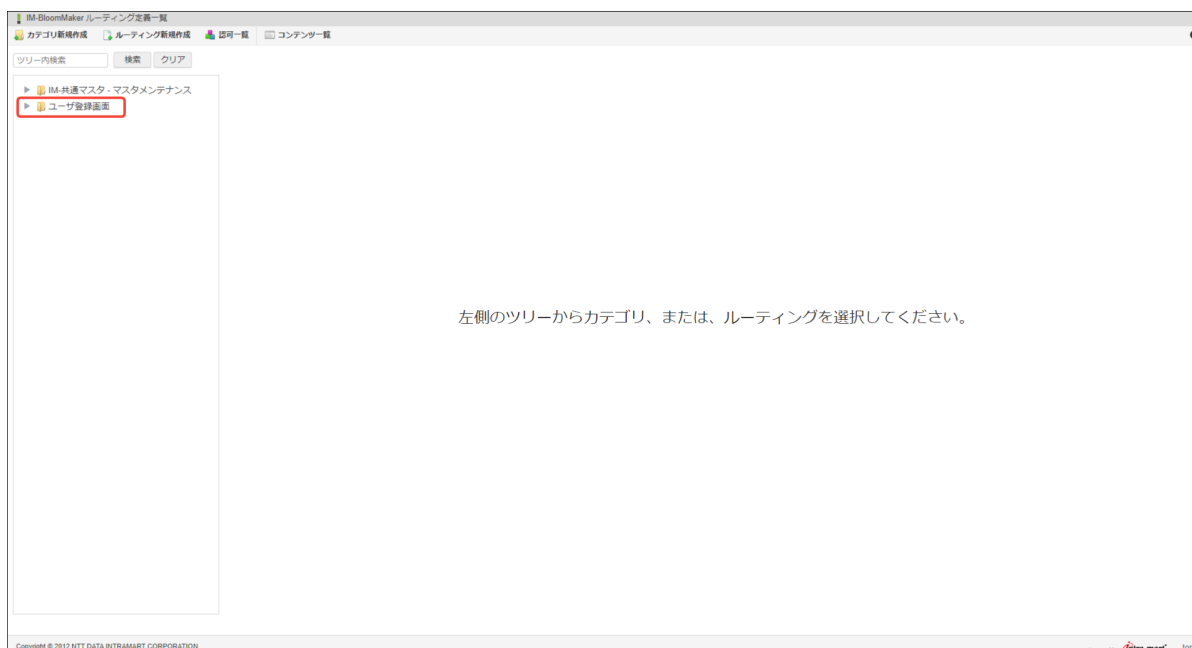 IM-BloomMaker ルーティング定義一覧
カテゴリ新規作成 ルーティング新規作成 認可一覧 コンテンツ一覧
ツリー内検索 検索 クリア
IM-共通マスタ - マスタメンテナンス
ユーザ登録画面
左側のツリーからカテゴリ、または、ルーティングを選択してください。
Copyright © 2012 NTT DATA INTRAMART CORPORATION